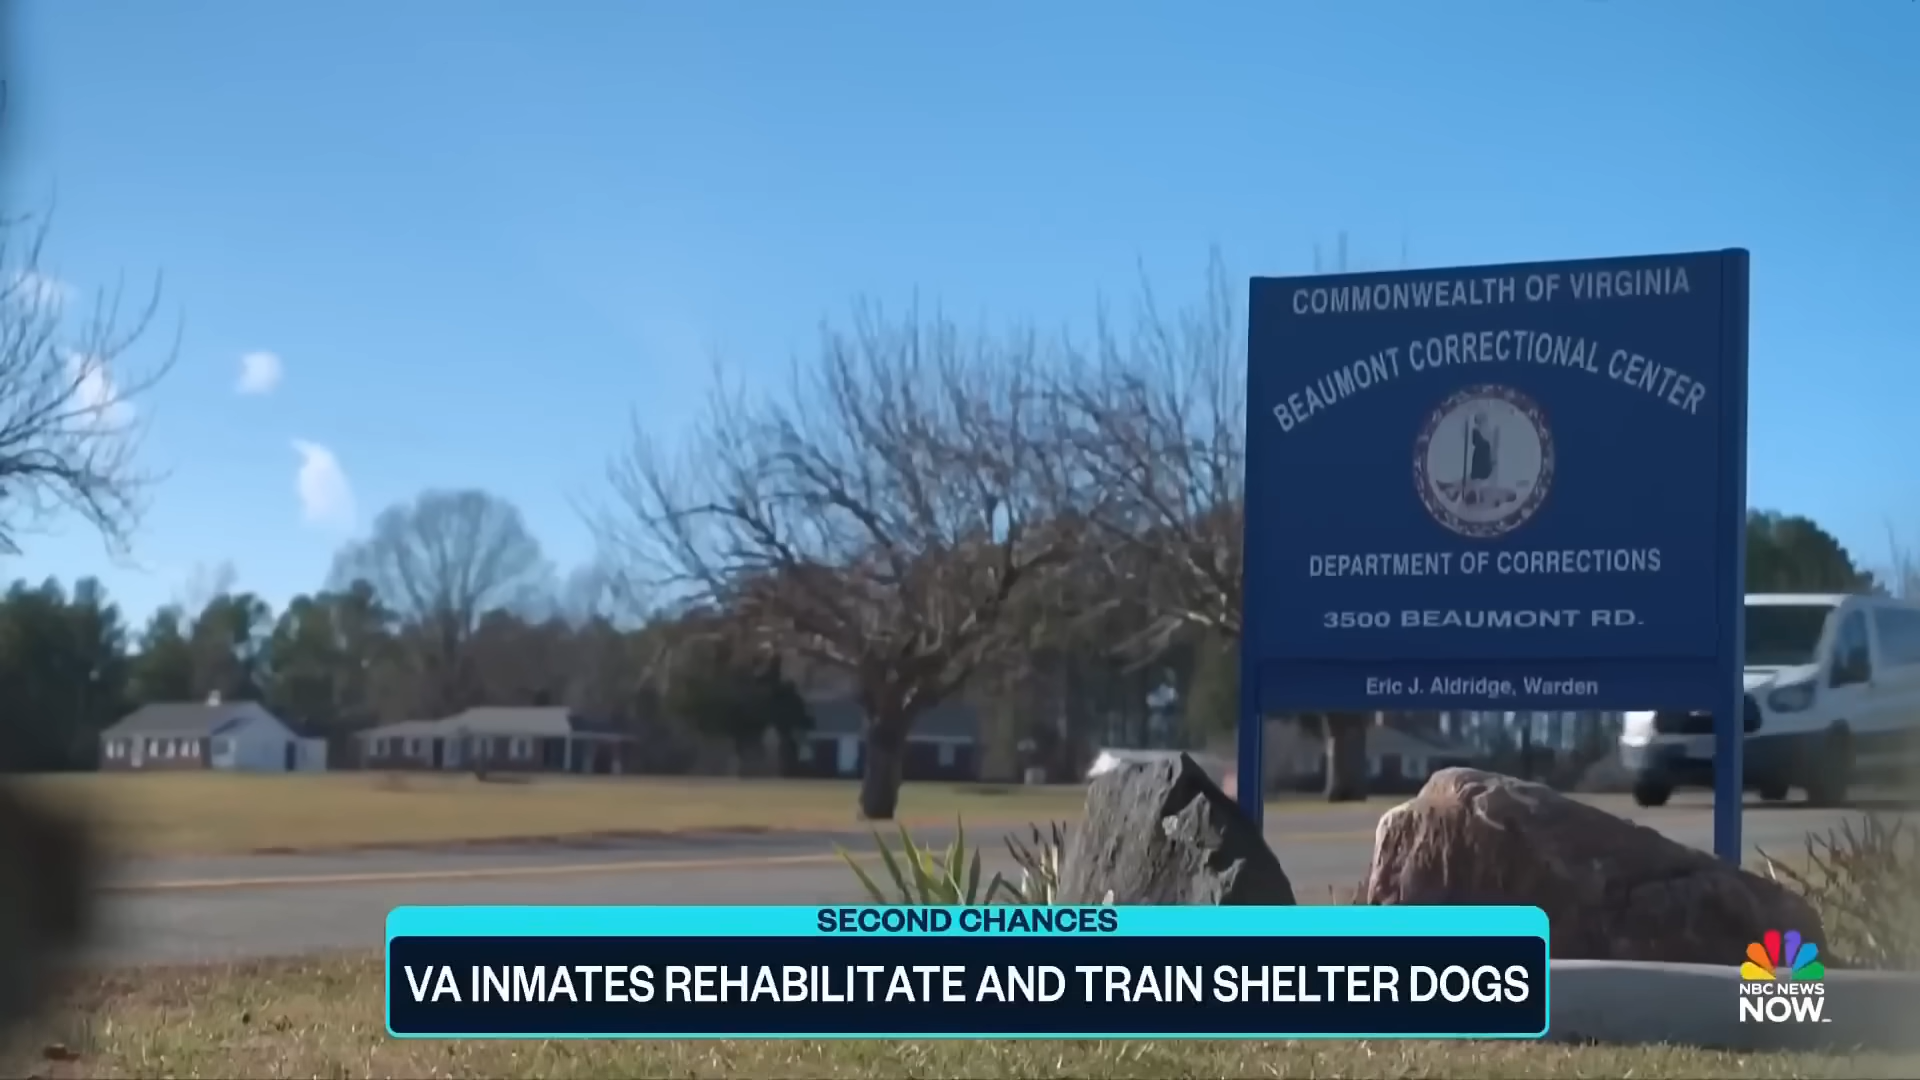 COMMONWEALTH OF VIRGINIA
BEAUMONT CORRECTIONAL CENTER
DEPARTMENT OF CORRECTIONS
3500 BEAUMONT RD.
Eric J. Aldridge, Warden
SECOND CHANCES
VA INMATES REHABILITATE AND TRAIN SHELTER DOGS
NBC NEWS
NOW